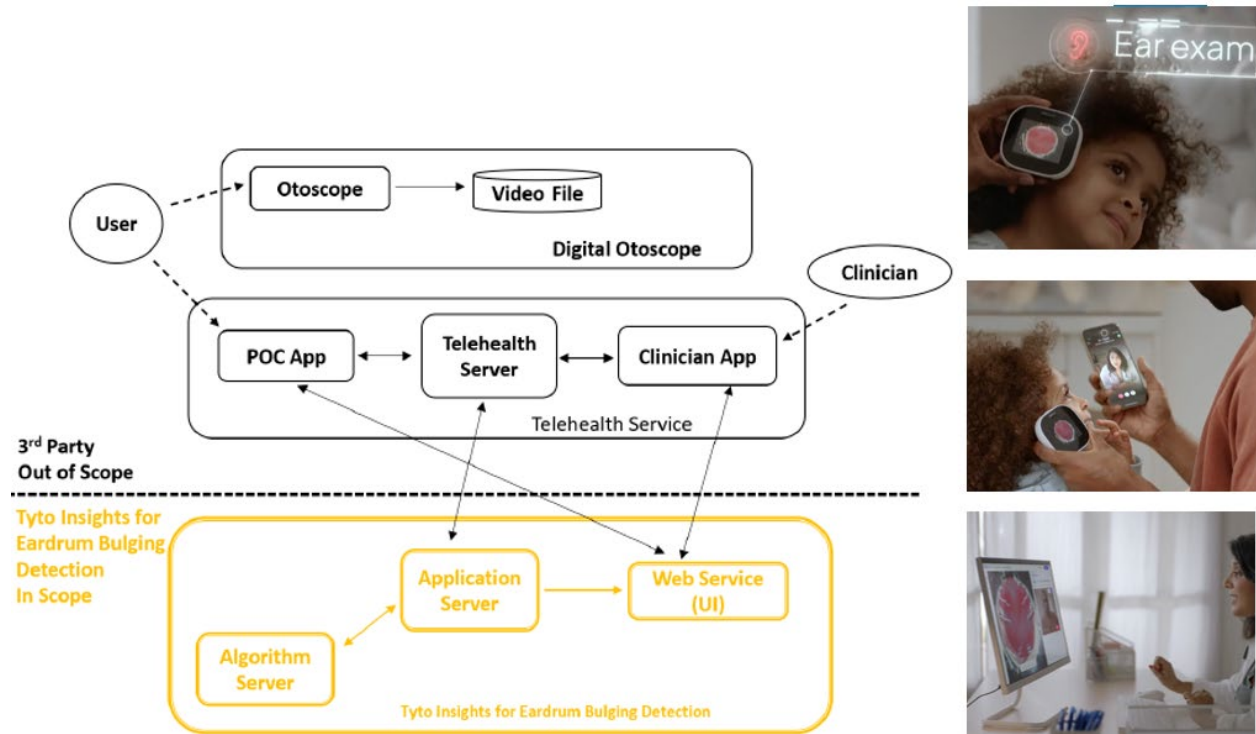 Ear exam
Otoscope
Video File
User
Digital Otoscope
Clinician
POC App
Telehealth
Server
Clinician App
Telehealth Service
3rd Party
Out of Scope
Tyto Insights for
Eardrum Bulging
Detection
In Scope
Application
Server
Web Service
(UI)
Algorithm
Server
Tyto Insights for Eardrum Bulging Detection